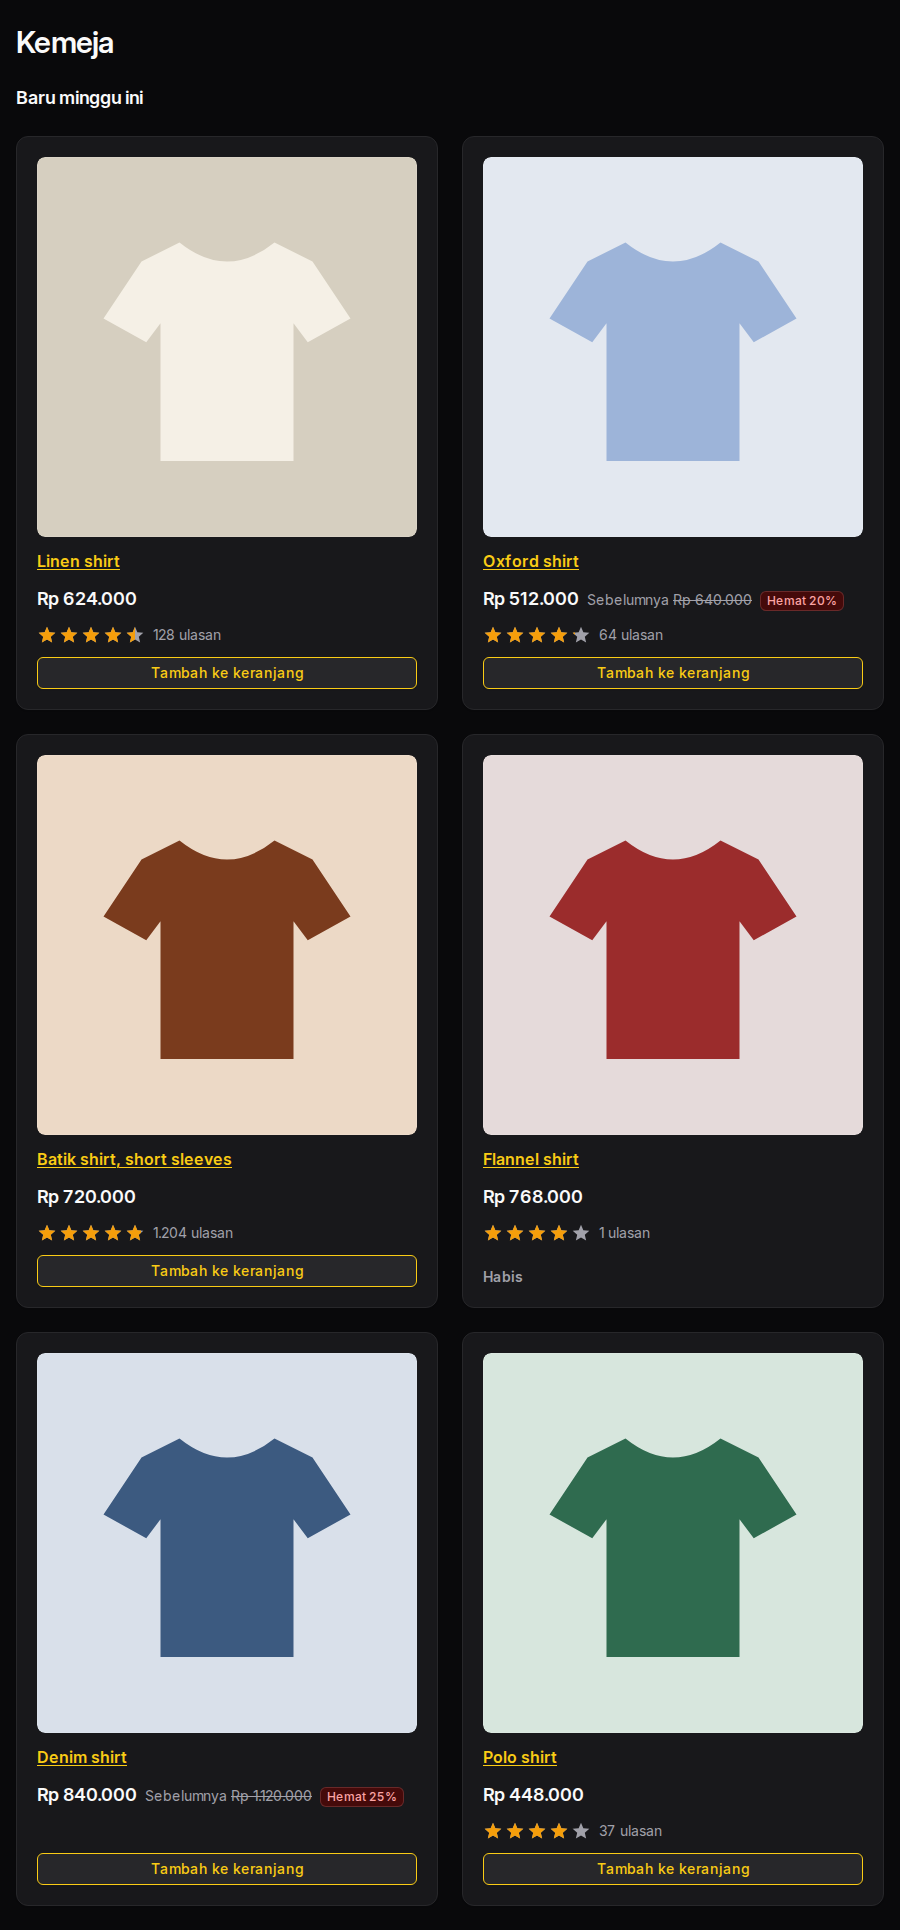 Kemeja
Baru minggu ini
Linen shirt
Rp 624.000
128 ulasan
Tambah ke keranjang
Oxford shirt
Rp 512.000 Sebelumnya Rp 640.000 Hemat 20%
64 ulasan
Tambah ke keranjang
Batik shirt, short sleeves
Rp 720.000
1.204 ulasan
Tambah ke keranjang
Flannel shirt
Rp 768.000
1 ulasan
Habis
Denim shirt
Rp 840.000 Sebelumnya Rp 1.120.000 Hemat 25%
Tambah ke keranjang
Polo shirt
Rp 448.000
37 ulasan
Tambah ke keranjang